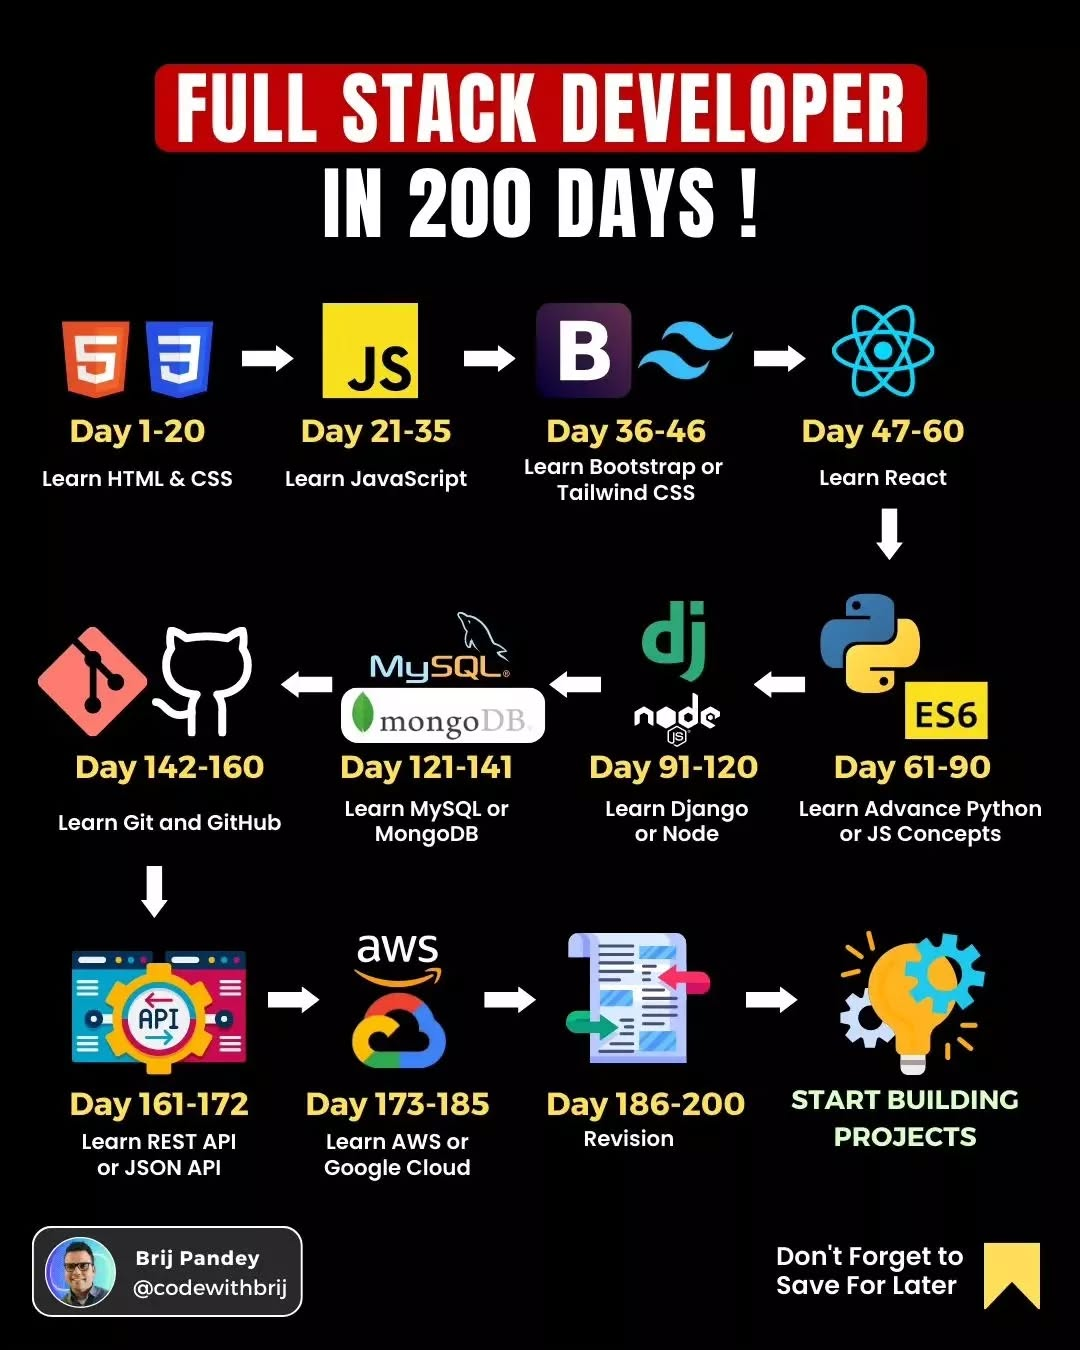 FULL STACK DEVELOPER
IN 200 DAYS !
5
3
JS
B
Day 1-20
Day 21-35
Day 36-46
Day 47-60
Learn HTML & CSS
Learn JavaScript
Learn Bootstrap or
Tailwind CSS
Learn React
MySQL®
mongoDB.
dj
node
JS
ES6
Day 142-160
Day 121-141
Day 91-120
Day 61-90
Learn Git and GitHub
Learn MySQL or
MongoDB
Learn Django
or Node
Learn Advance Python
or JS Concepts
API
aws
Day 161-172
Day 173-185
Day 186-200
START BUILDING
PROJECTS
Learn REST API
or JSON API
Learn AWS or
Google Cloud
Revision
Brij Pandey
@codewithbrij
Don't Forget to
Save For Later